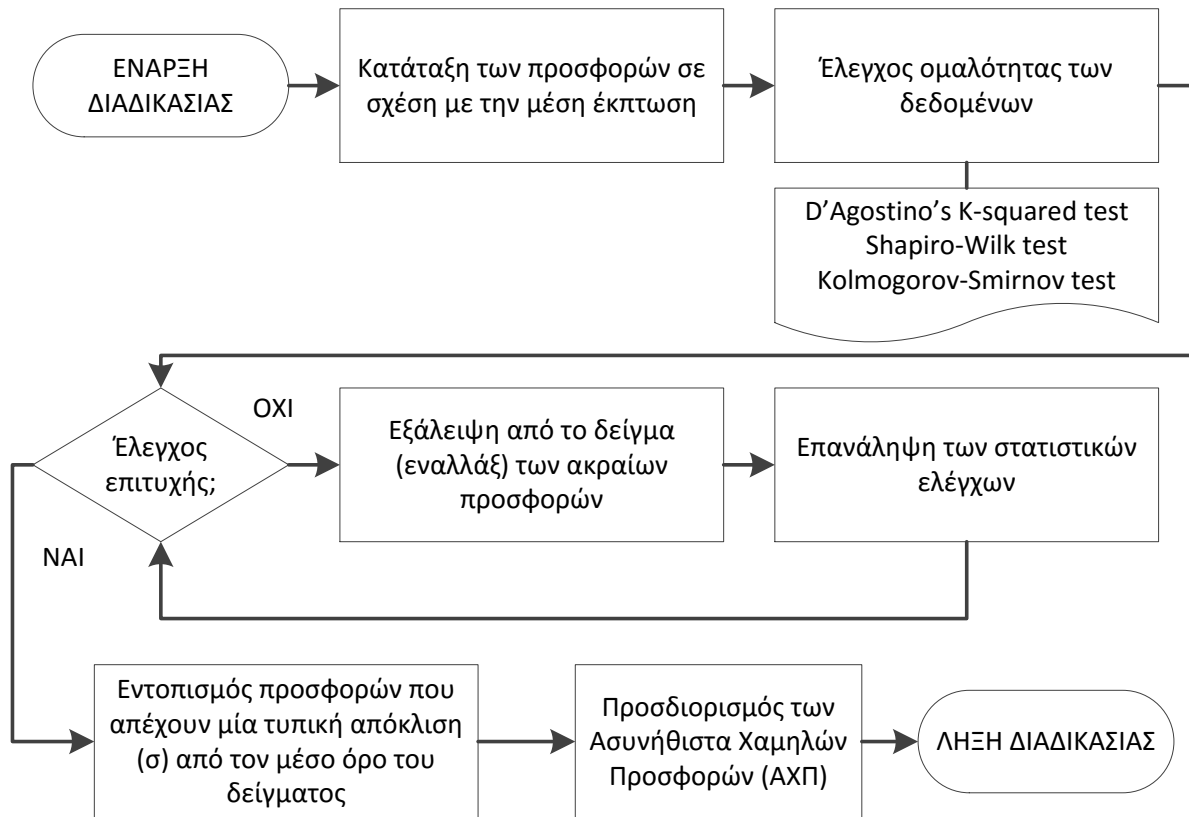 ΕΝΑΡΞΗ
ΔΙΑΔΙΚΑΣΙΑΣ
Κατάταξη των προσφορών σε
σχέση με την μέση έκπτωση
Έλεγχος ομαλότητας των
δεδομένων
D’Agostino’s K-squared test
Shapiro-Wilk test
Kolmogorov-Smirnov test
Έλεγχος
επιτυχής;
ΟΧΙ
Εξάλειψη από το δείγμα
(εναλλάξ) των ακραίων
προσφορών
Επανάληψη των στατιστικών
ελέγχων
ΝΑΙ
Εντοπισμός προσφορών που
απέχουν μία τυπική απόκλιση
(σ) από τον μέσο όρο του
δείγματος
Προσδιορισμός των
Ασυνήθιστα Χαμηλών
Προσφορών (ΑΧΠ)
ΛΗΞΗ ΔΙΑΔΙΚΑΣΙΑΣ